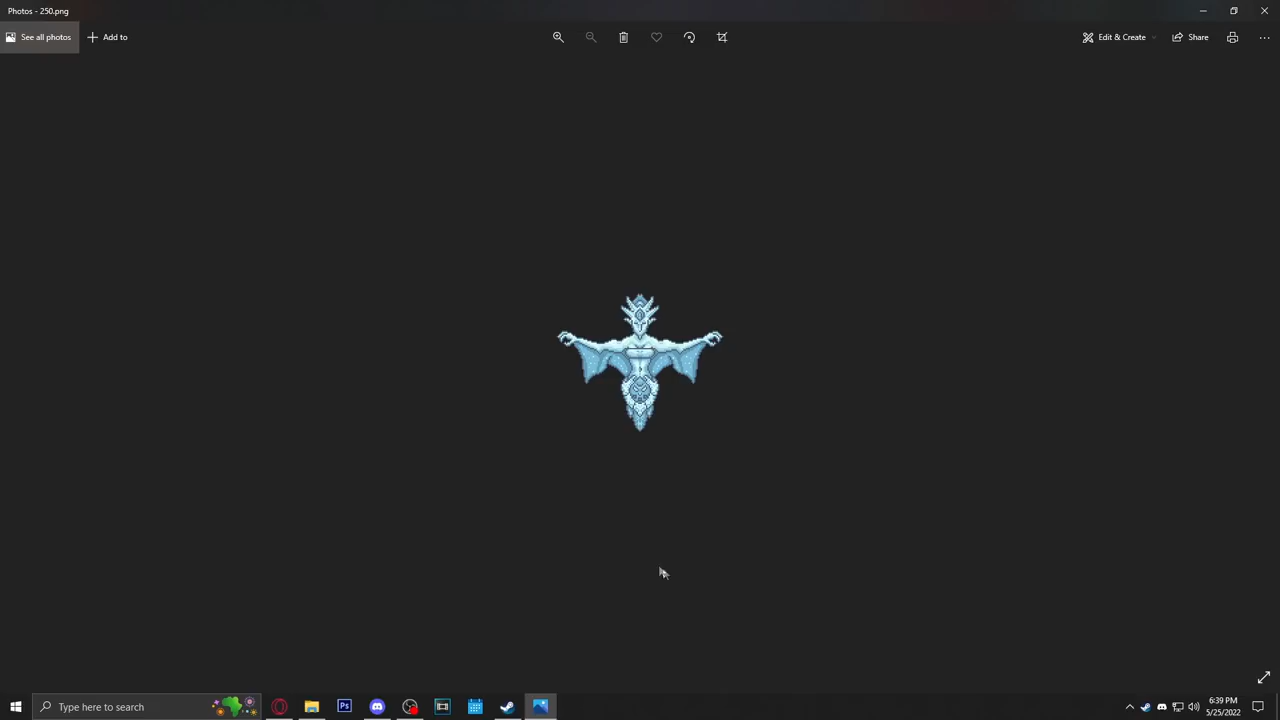 Photos - 250.png
See all photos
Add to
Edit & Create
Share
Type here to search
Ps
6:39 PM
5/25/2022